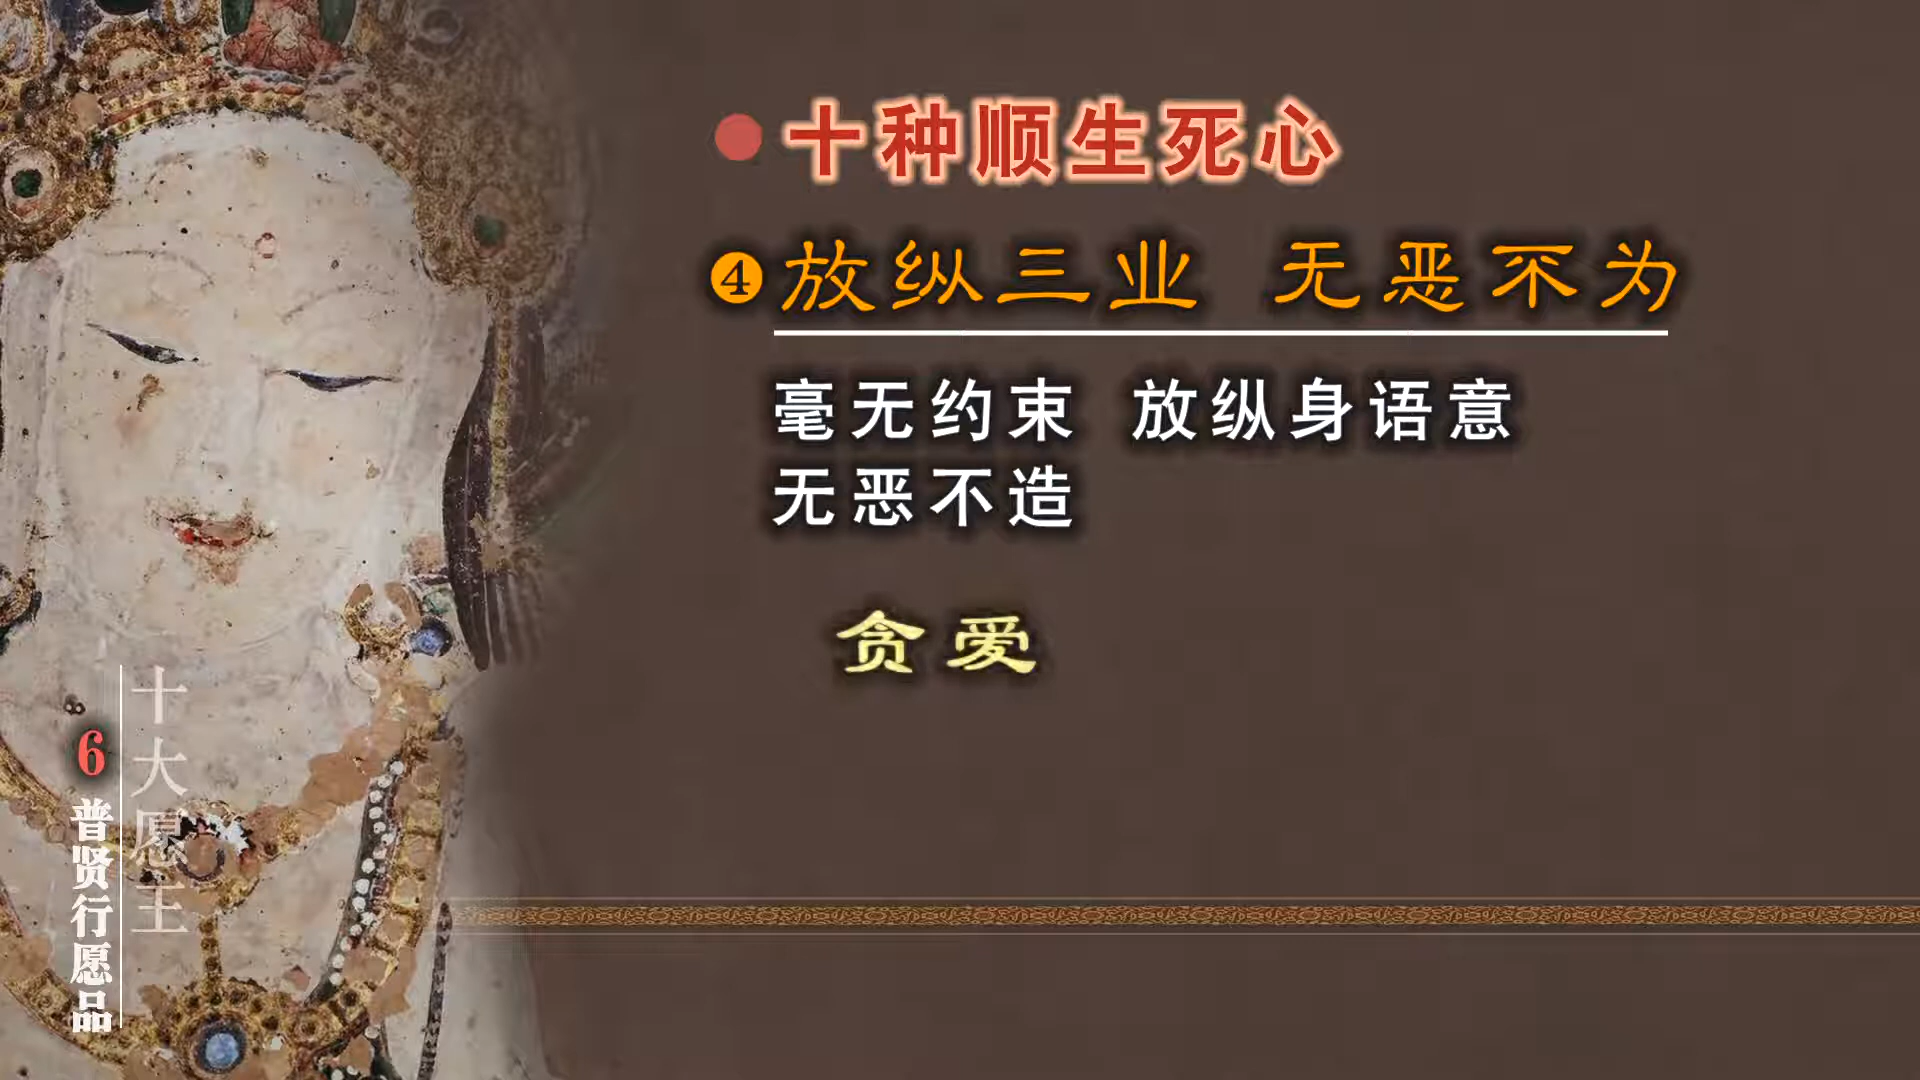 十种顺生死心
❹放纵三业 无恶不为
毫无约束 放纵身语意
无恶不造
贪爱
十大愿王
6 普贤行愿品